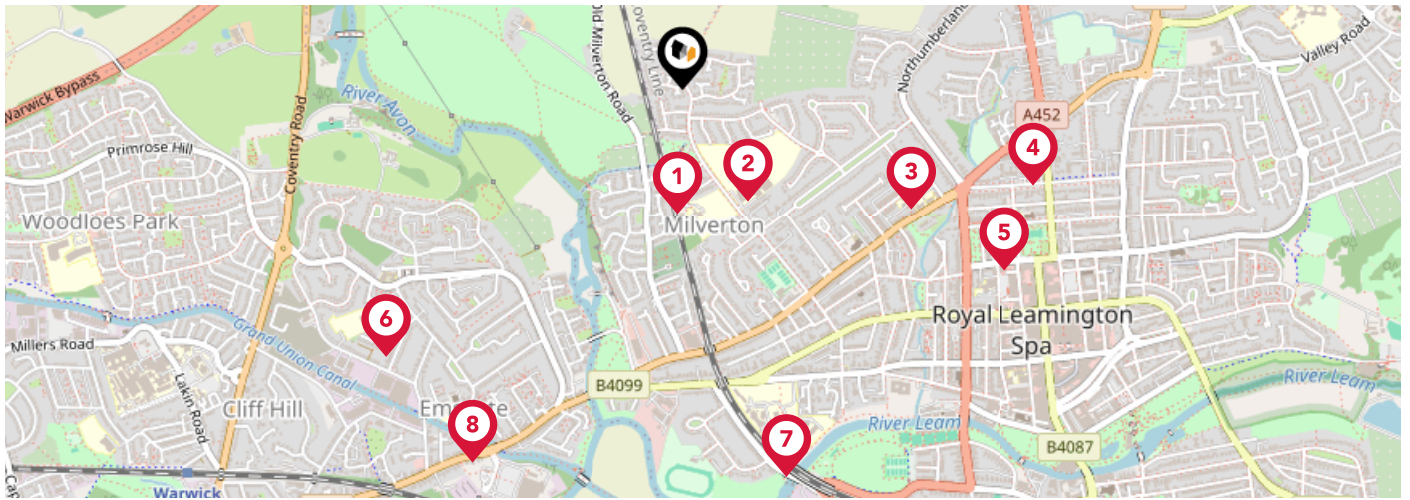 Warwick Bypass
Primrose Hill
Woodloes Park
Coventry Road
River Avon
Old Milverton Road
Coventry Line
Northumberland
Valley Road
A452
1
2
3
4
5
Milverton
Royal Leamington
Spa
6
Millers Road
Grand Union Canal
Lakin Road
Cliff Hill
8
B4099
7
River Leam
River Leam
B4087
Warwick